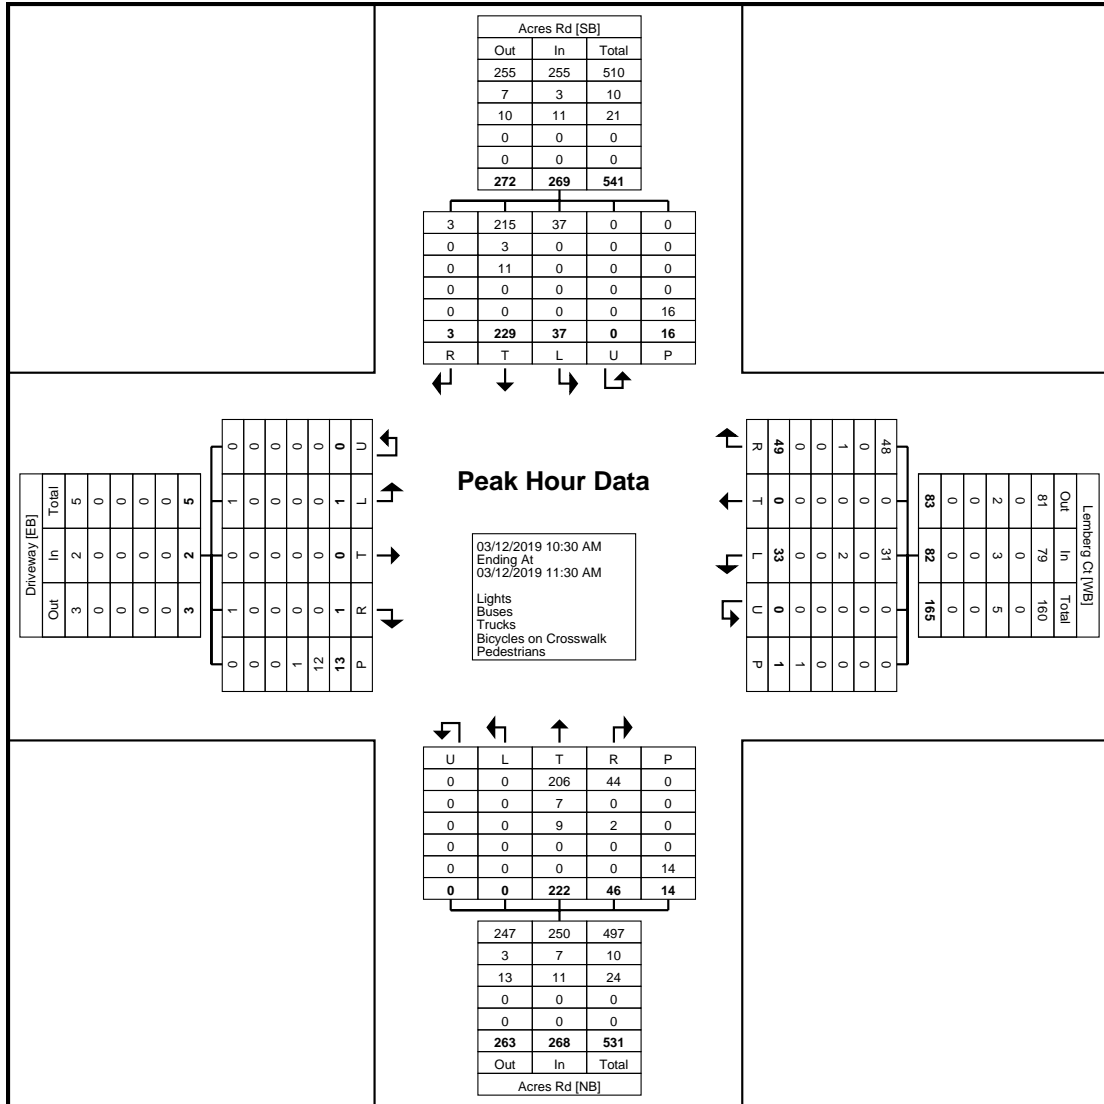 Acres Rd [SB]
Out In Total
255 255 510
7 3 10
10 11 21
0 0 0
0 0 0
272 269 541
3 215 37 0 0
0 3 0 0 0
0 11 0 0 0
0 0 0 0 0
0 0 0 0 16
3 229 37 0 16
R T L U P
Driveway [EB]
Total In Out
5 2 3
0 0 0
0 0 0
0 0 0
0 0 0
5 2 3
0 1 0 1 0
0 0 0 0 0
0 0 0 0 0
0 0 0 0 1
0 0 0 0 12
0 1 0 1 13
U L T R P
Peak Hour Data
03/12/2019 10:30 AM
Ending At
03/12/2019 11:30 AM
Lights
Buses
Trucks
Bicycles on Crosswalk
Pedestrians
Lemberg Ct [WB]
Out In Total
81 79 160
0 0 0
2 3 5
0 0 0
0 0 0
83 82 165
48 0 31 0 0
0 0 0 0 0
1 0 2 0 0
0 0 0 0 0
0 0 0 0 1
49 0 33 0 1
R T L U P
U L T R P
0 0 206 44 0
0 0 7 0 0
0 0 9 2 0
0 0 0 0 0
0 0 0 0 14
0 0 222 46 14
247 250 497
3 7 10
13 11 24
0 0 0
0 0 0
263 268 531
Out In Total
Acres Rd [NB]